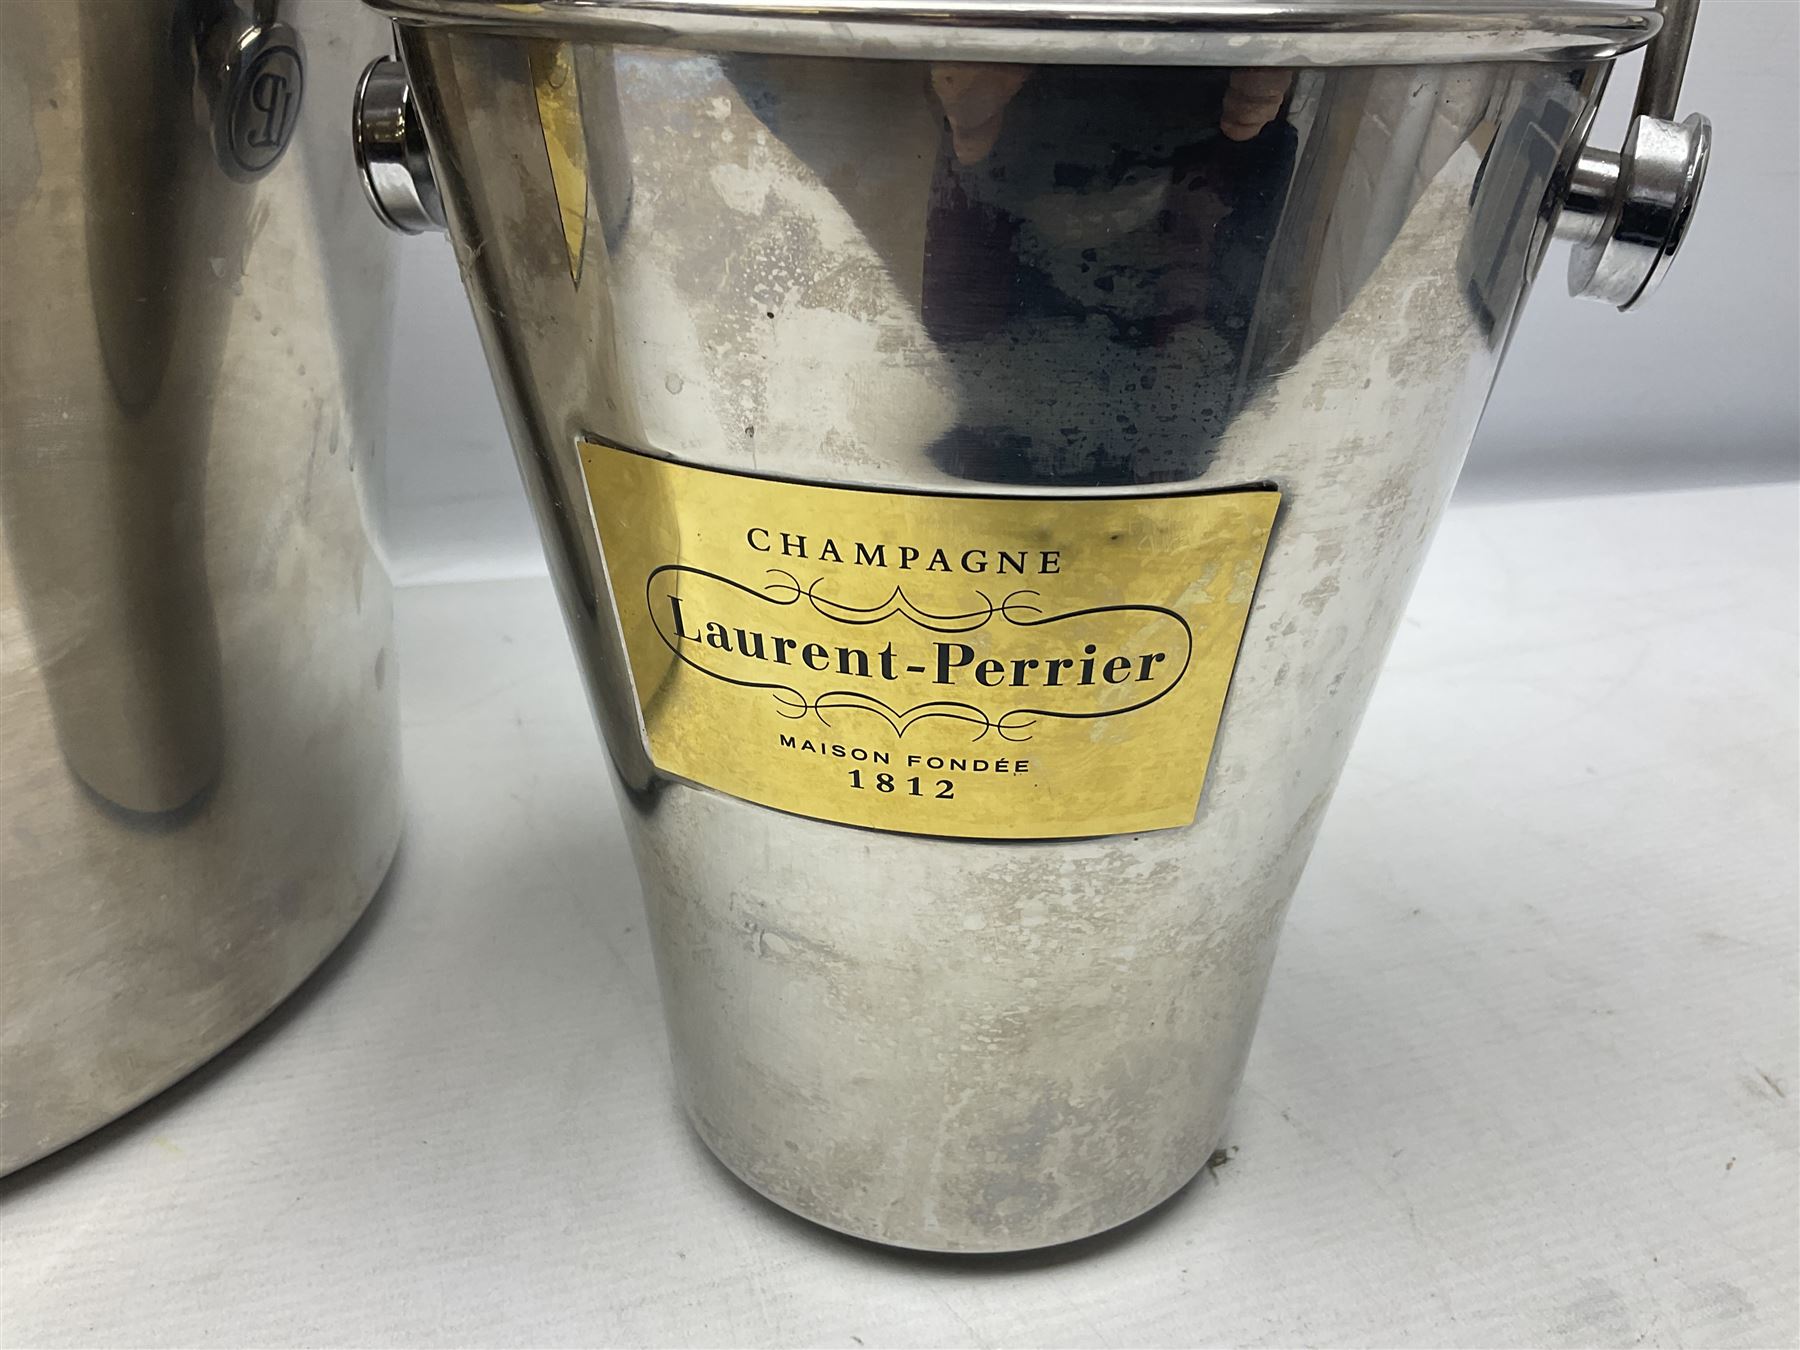 CHAMPAGNE
Laurent-Perrier
MAISON FONDÉE
1812